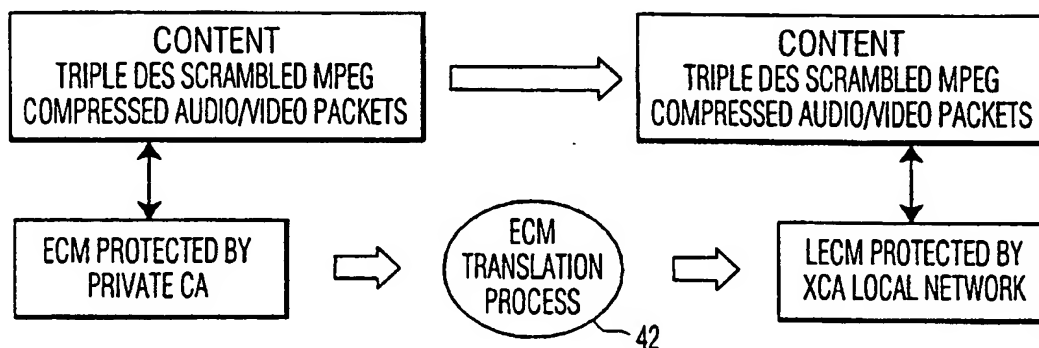 CONTENT
TRIPLE DES SCRAMBLED MPEG
COMPRESSED AUDIO/VIDEO PACKETS
CONTENT
TRIPLE DES SCRAMBLED MPEG
COMPRESSED AUDIO/VIDEO PACKETS
ECM PROTECTED BY
PRIVATE CA
ECM
TRANSLATION
PROCESS
42
LECM PROTECTED BY
XCA LOCAL NETWORK